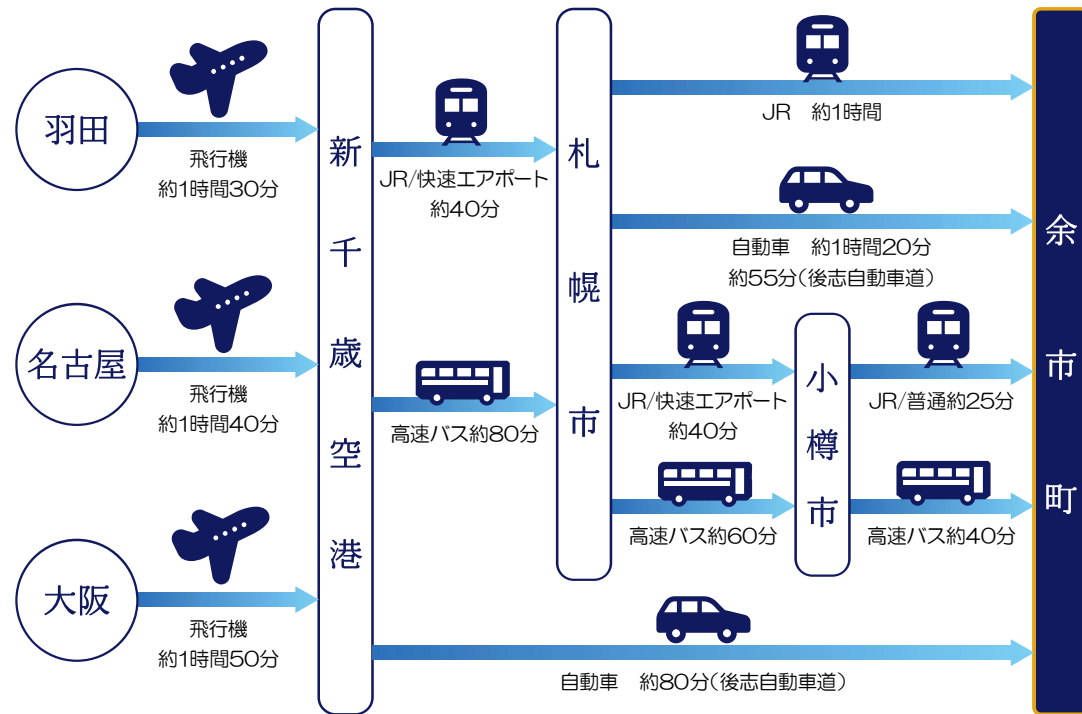 羽田
飛行機
約1時間30分
名古屋
飛行機
約1時間40分
大阪
飛行機
約1時間50分
新千歳空港
JR/快速エアポート
約40分
高速バス約80分
札幌市
JR　約1時間
自動車　約1時間20分
約55分（後志自動車道）
JR/快速エアポート
約40分
高速バス約60分
小樽市
JR/普通約25分
高速バス約40分
自動車　約80分（後志自動車道）
余市町